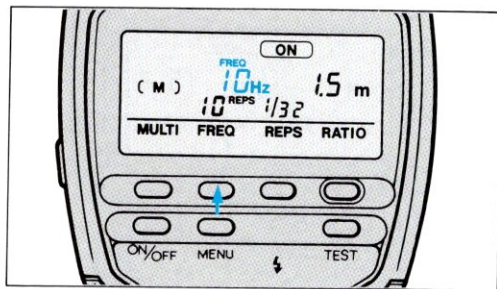 ON
FREQ
( M ) 10Hz 1.5 m
10 REPS 1/32
MULTI FREQ REPS RATIO
ON/OFF MENU TEST